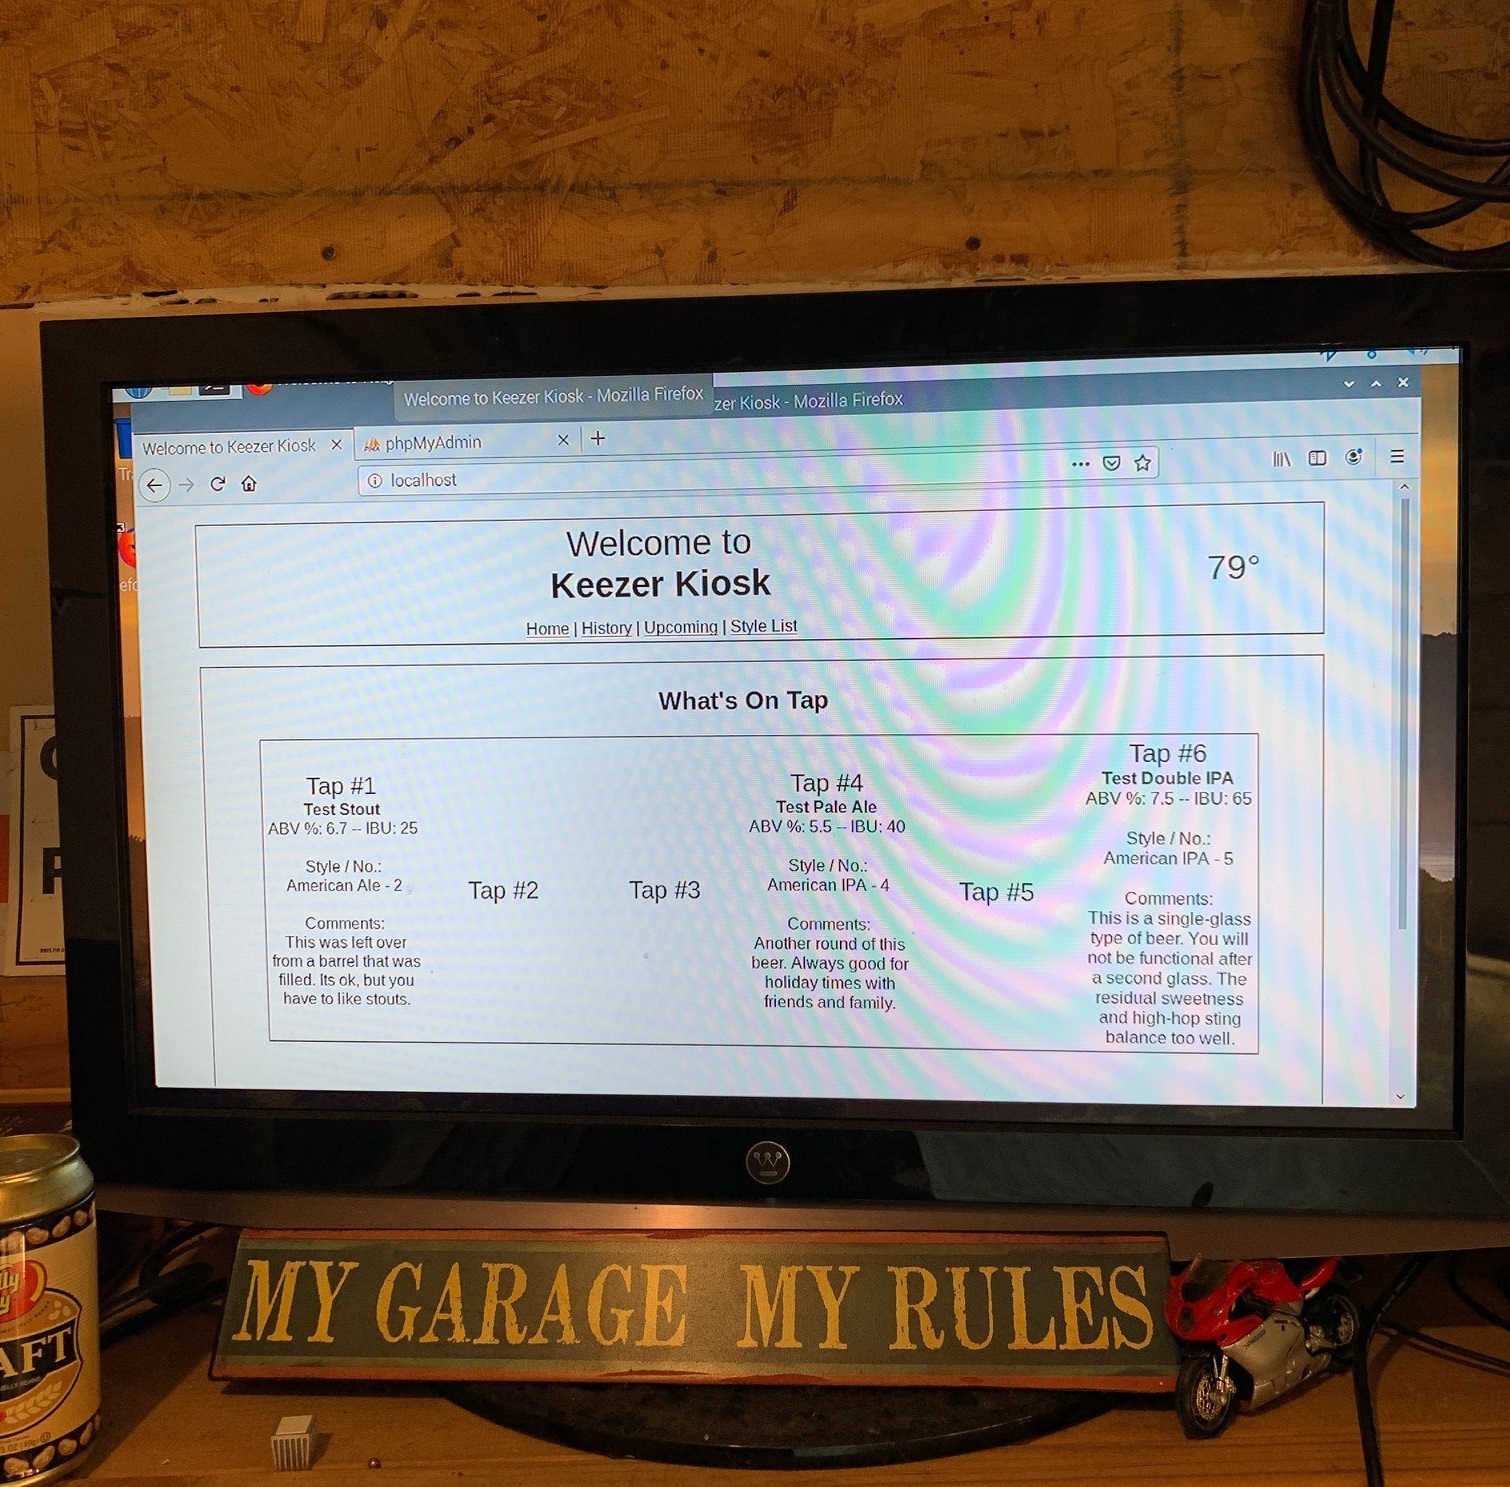 Welcome to Keezer Kiosk - Mozilla Firefox
zer Kiosk - Mozilla Firefox
Welcome to Keezer Kiosk
phpMyAdmin
localhost
Welcome to
Keezer Kiosk
79°
Home | History | Upcoming | Style List
What's On Tap
Tap #1
Test Stout
ABV %: 6.7 -- IBU: 25
Style / No.:
American Ale - 2
Comments:
This was left over
from a barrel that was
filled. Its ok, but you
have to like stouts.
Tap #2
Tap #3
Tap #4
Test Pale Ale
ABV %: 5.5 -- IBU: 40
Style / No.:
American IPA - 4
Comments:
Another round of this
beer. Always good for
holiday times with
friends and family.
Tap #5
Tap #6
Test Double IPA
ABV %: 7.5 -- IBU: 65
Style / No.:
American IPA - 5
Comments:
This is a single-glass
type of beer. You will
not be functional after
a second glass. The
residual sweetness
and high-hop sting
balance too well.
MY GARAGE MY RULES
AFT